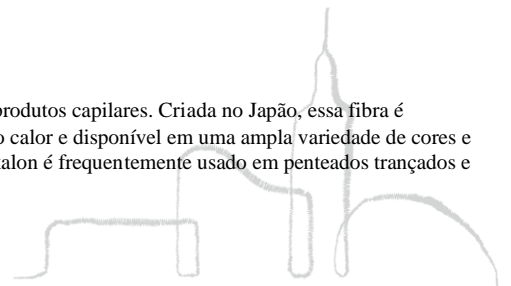 produtos capilares. Criada no Japão, essa fibra é
o calor e disponível em uma ampla variedade de cores e
alon é frequentemente usado em penteados trançados e